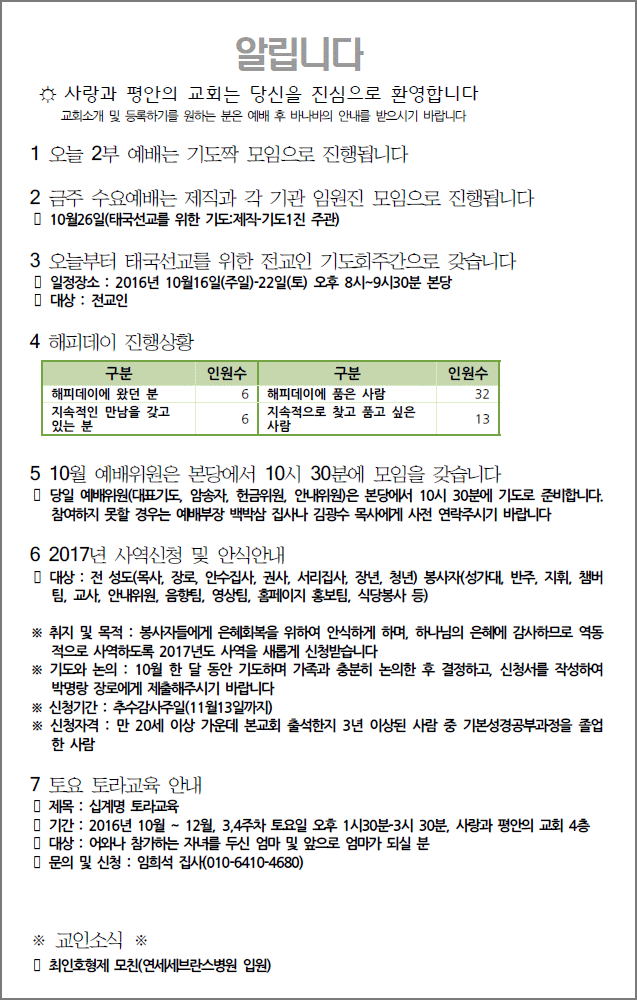 알립니다
☼ 사랑과 평안의 교회는 당신을 진심으로 환영합니다
교회소개 및 등록하기를 원하는 분은 예배 후 바나바의 안내를 받으시기 바랍니다
1 오늘 2부 예배는 기도짝 모임으로 진행됩니다
2 금주 수요예배는 제직과 각 기관 임원진 모임으로 진행됩니다
▯ 10월26일(태국선교를 위한 기도:제직-기도1진 주관)
3 오늘부터 태국선교를 위한 전교인 기도회주간으로 갖습니다
▯ 일정장소 : 2016년 10월16일(주일)-22일(토) 오후 8시~9시30분 본당
▯ 대상 : 전교인
4 해피데이 진행상황
구분 인원수 구분 인원수
해피데이에 왔던 분 6 해피데이에 품은 사람 32
지속적인 만남을 갖고 있는 분 6 지속적으로 찾고 품고 싶은 사람 13
5 10월 예배위원은 본당에서 10시 30분에 모임을 갖습니다
▯ 당일 예배위원(대표기도, 암송자, 헌금위원, 안내위원)은 본당에서 10시 30분에 기도로 준비합니다.
참여하지 못할 경우는 예배부장 백박삼 집사나 김광수 목사에게 사전 연락주시기 바랍니다
6 2017년 사역신청 및 안식안내
▯ 대상 : 전 성도(목사, 장로, 안수집사, 권사, 서리집사, 장년, 청년) 봉사자(성가대, 반주, 지휘, 챔버
팀, 교사, 안내위원, 음향팀, 영상팀, 홈페이지 홍보팀, 식당봉사 등)
※ 취지 및 목적 : 봉사자들에게 은혜회복을 위하여 안식하게 하며, 하나님의 은혜에 감사하므로 역동
적으로 사역하도록 2017년도 사역을 새롭게 신청받습니다
※ 기도와 논의 : 10월 한 달 동안 기도하며 가족과 충분히 논의한 후 결정하고, 신청서를 작성하여
박명랑 장로에게 제출해주시기 바랍니다
※ 신청기간 : 추수감사주일(11월13일까지)
※ 신청자격 : 만 20세 이상 가운데 본교회 출석한지 3년 이상된 사람 중 기본성경공부과정을 졸업
한 사람
7 토요 토라교육 안내
▯ 제목 : 십계명 토라교육
▯ 기간 : 2016년 10월 ~ 12월, 3,4주차 토요일 오후 1시30분-3시 30분, 사랑과 평안의 교회 4층
▯ 대상 : 어와나 참가하는 자녀를 두신 엄마 및 앞으로 엄마가 되실 분
▯ 문의 및 신청 : 임희석 집사(010-6410-4680)
※ 교인소식 ※
▯ 최인호형제 모친(연세세브란스병원 입원)